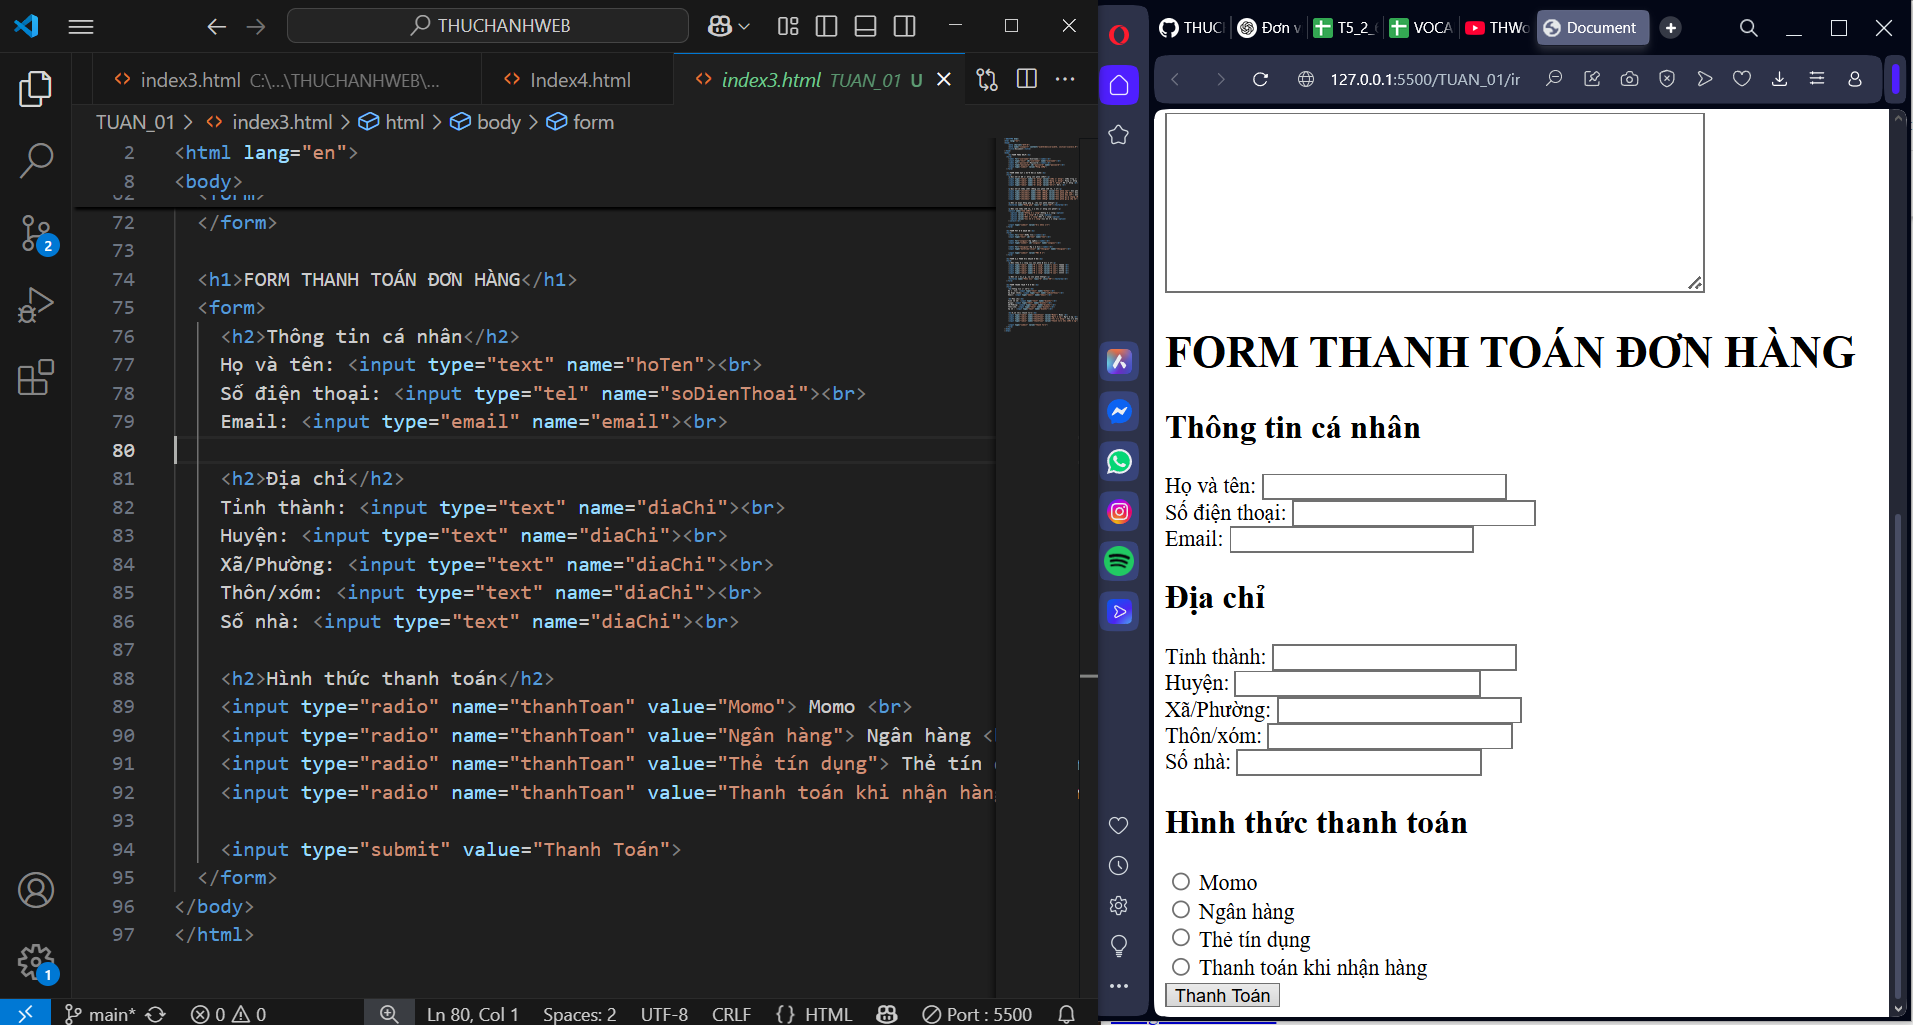 THUCHANHWEB
index3.html C:\...\THUCHANHWEB\...
Index4.html
index3.html TUAN_01 U
TUAN_01 > index3.html > html > body > form
2 <html lang="en">
8 <body>
72 </form>
73
74 <h1>FORM THANH TOÁN ĐƠN HÀNG</h1>
75 <form>
76 <h2>Thông tin cá nhân</h2>
77 Họ và tên: <input type="text" name="hoTen"><br>
78 Số điện thoại: <input type="tel" name="soDienThoai"><br>
79 Email: <input type="email" name="email"><br>
80
81 <h2>Địa chỉ</h2>
82 Tỉnh thành: <input type="text" name="diaChi"><br>
83 Huyện: <input type="text" name="diaChi"><br>
84 Xã/Phường: <input type="text" name="diaChi"><br>
85 Thôn/xóm: <input type="text" name="diaChi"><br>
86 Số nhà: <input type="text" name="diaChi"><br>
87
88 <h2>Hình thức thanh toán</h2>
89 <input type="radio" name="thanhToan" value="Momo"> Momo <br>
90 <input type="radio" name="thanhToan" value="Ngân hàng"> Ngân hàng <
91 <input type="radio" name="thanhToan" value="Thẻ tín dụng"> Thẻ tín
92 <input type="radio" name="thanhToan" value="Thanh toán khi nhận hàng
93
94 <input type="submit" value="Thanh Toán">
95 </form>
96 </body>
97 </html>
2
1
main*
0 0
Ln 80, Col 1
Spaces: 2
UTF-8
CRLF
{ } HTML
Port : 5500
THUC
Đơn v
T5_2_
VOCA
THWo
Document
127.0.0.1:5500/TUAN_01/in
FORM THANH TOÁN ĐƠN HÀNG
Thông tin cá nhân
Họ và tên:
Số điện thoại:
Email:
Địa chỉ
Tỉnh thành:
Huyện:
Xã/Phường:
Thôn/xóm:
Số nhà:
Hình thức thanh toán
Momo
Ngân hàng
Thẻ tín dụng
Thanh toán khi nhận hàng
Thanh Toán